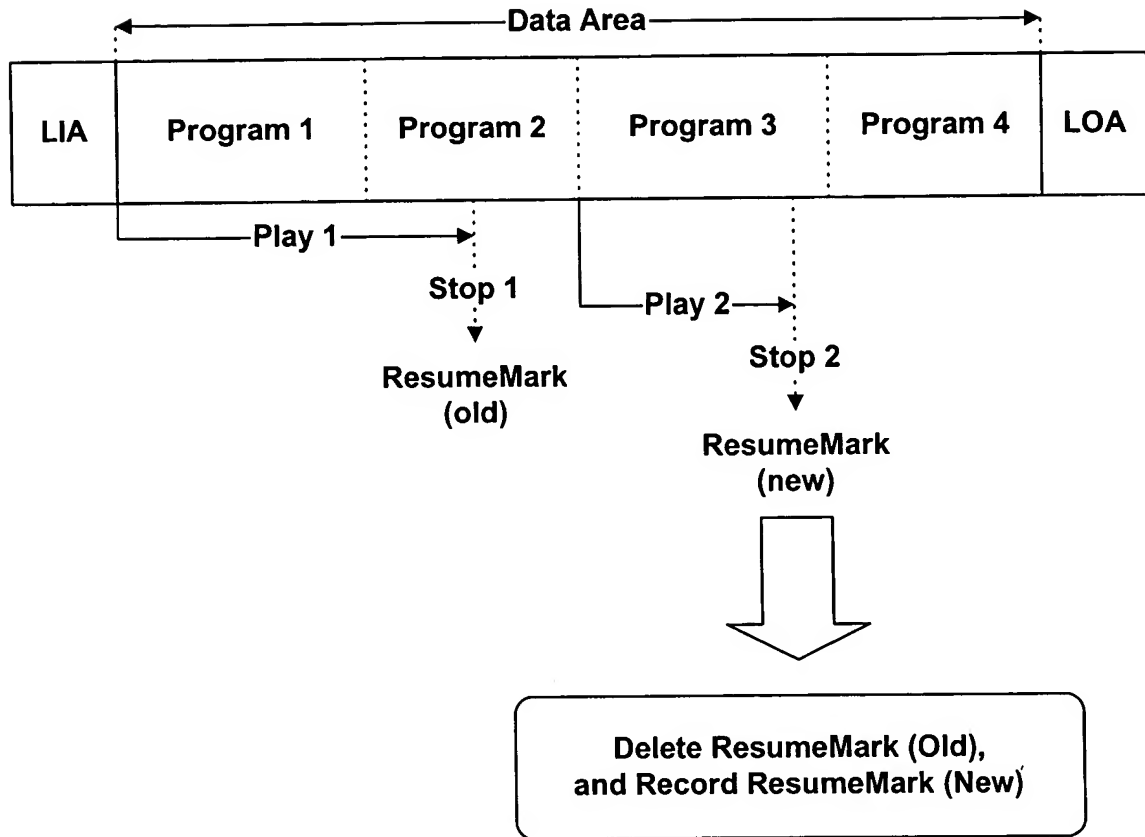 Data Area
LIA
Program 1
Program 2
Program 3
Program 4
LOA
Play 1
Stop 1
Play 2
ResumeMark
(old)
Stop 2
ResumeMark
(new)
Delete ResumeMark (Old),
and Record ResumeMark (New)